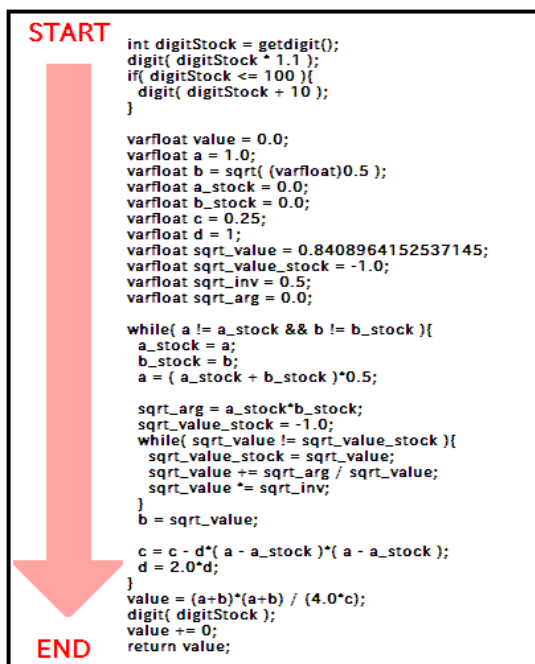 START
int digitStock = getdigit();
digit( digitStock * 1.1 );
if( digitStock <= 100 ){
digit( digitStock + 10 );
}
varfloat value = 0.0;
varfloat a = 1.0;
varfloat b = sqrt( (varfloat)0.5 );
varfloat a_stock = 0.0;
varfloat b_stock = 0.0;
varfloat c = 0.25;
varfloat d = 1;
varfloat sqrt_value = 0.8408964152537145;
varfloat sqrt_value_stock = -1.0;
varfloat sqrt_inv = 0.5;
varfloat sqrt_arg = 0.0;
while( a != a_stock && b != b_stock ){
a_stock = a;
b_stock = b;
a = ( a_stock + b_stock )*0.5;
sqrt_arg = a_stock*b_stock;
sqrt_value_stock = -1.0;
while( sqrt_value != sqrt_value_stock ){
sqrt_value_stock = sqrt_value;
sqrt_value += sqrt_arg / sqrt_value;
sqrt_value *= sqrt_inv;
}
b = sqrt_value;
c = c - d*( a - a_stock )*( a - a_stock );
d = 2.0*d;
}
value = (a+b)*(a+b) / (4.0*c);
digit( digitStock );
value += 0;
return value;
END